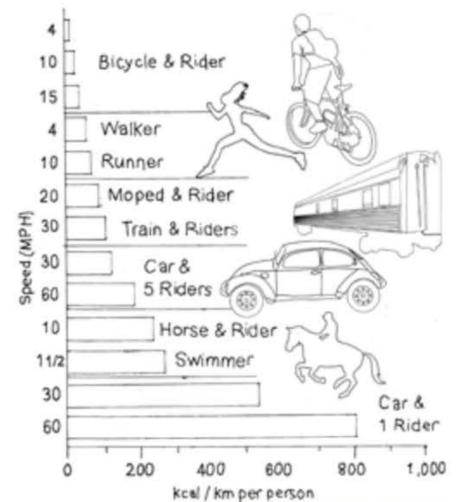 4
10 Bicycle & Rider
15
4 Walker
10 Runner
20 Moped & Rider
30 Train & Riders
30 Car &
60 5 Riders
10 Horse & Rider
1 1/2 Swimmer
30 Car &
60 1 Rider
Speed (MPH)
0 200 400 600 800 1,000
kcal / km per person